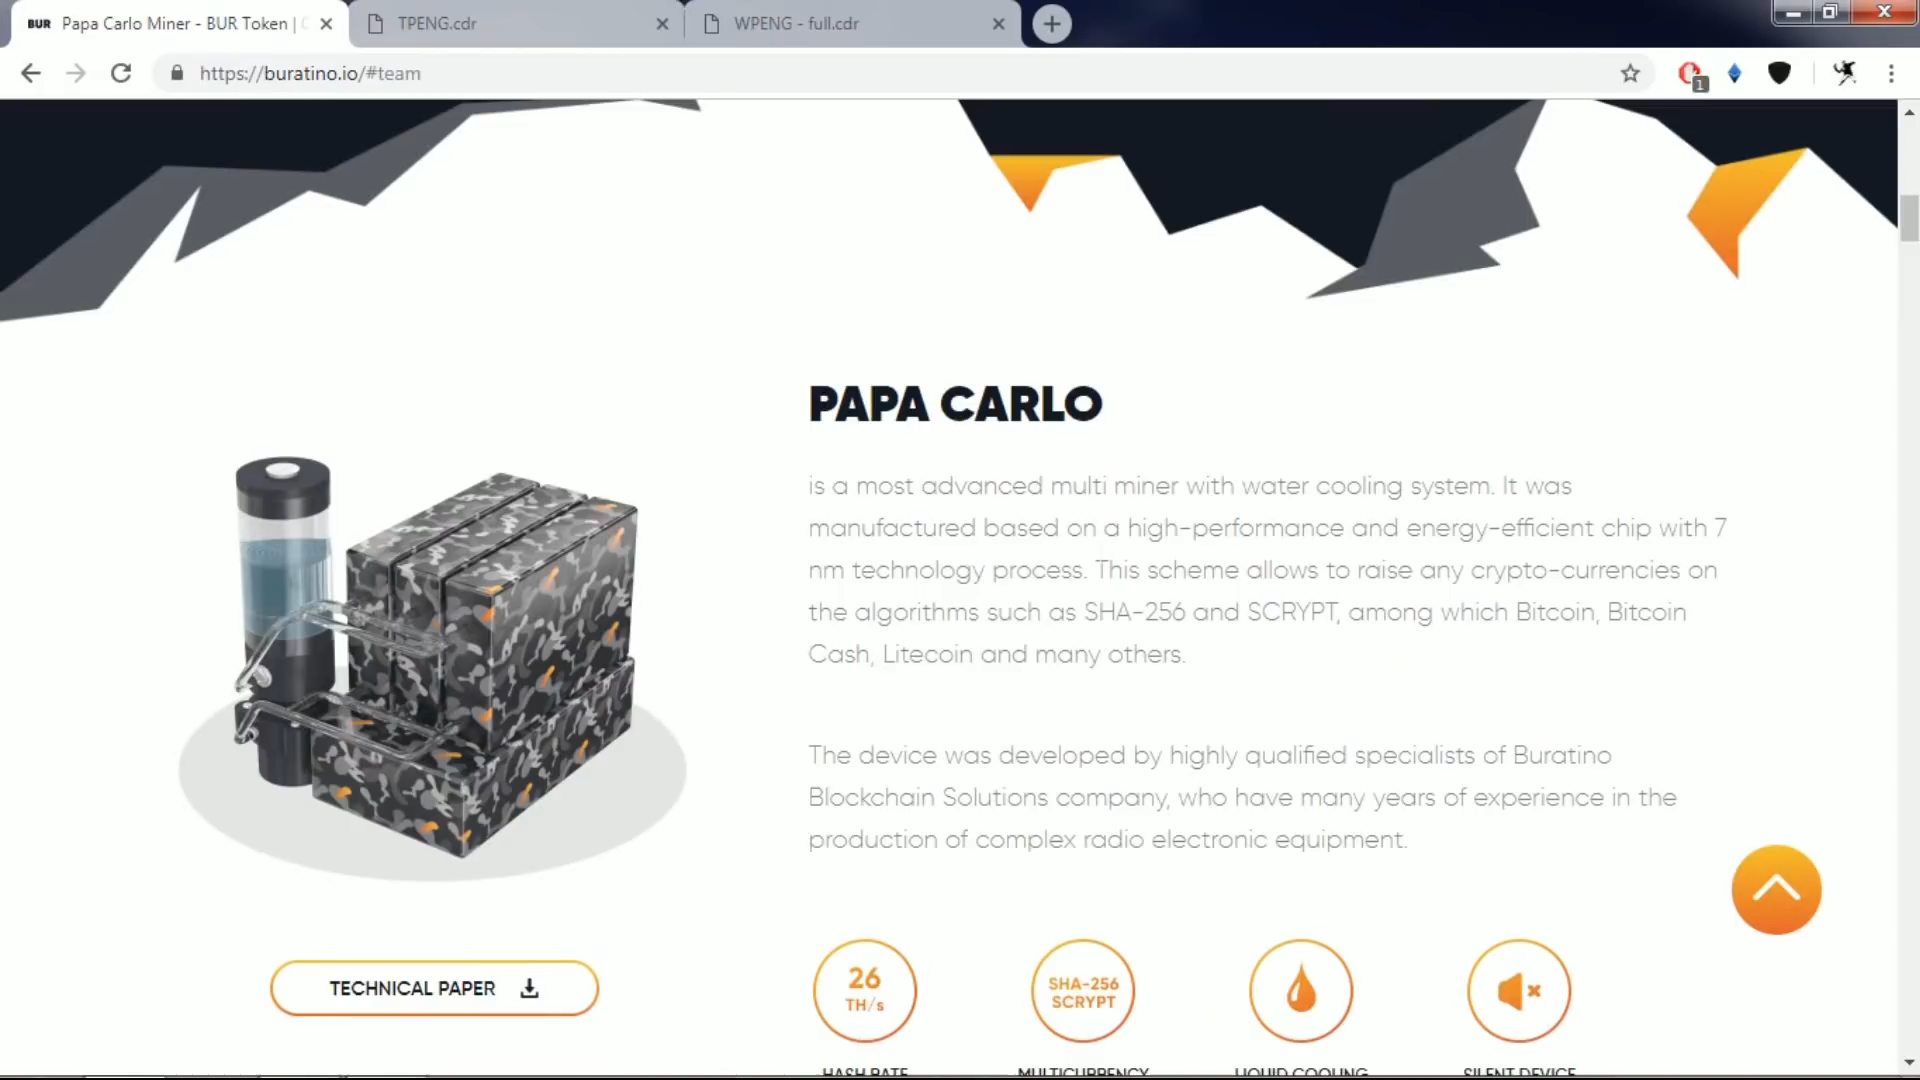 BUR Papa Carlo Miner - BUR Token |
TPENG.cdr
WPENG - full.cdr
https://buratino.io/#team
1
PAPA CARLO
is a most advanced multi miner with water cooling system. It was
manufactured based on a high-performance and energy-efficient chip with 7
nm technology process. This scheme allows to raise any crypto-currencies on
the algorithms such as SHA-256 and SCRYPT, among which Bitcoin, Bitcoin
Cash, Litecoin and many others.
The device was developed by highly qualified specialists of Buratino
Blockchain Solutions company, who have many years of experience in the
production of complex radio electronic equipment.
TECHNICAL PAPER
26
TH/s
SHA-256
SCRYPT
HASH RATE
MULTICURRENCY
LIQUID COOLING
SILENT DEVICE